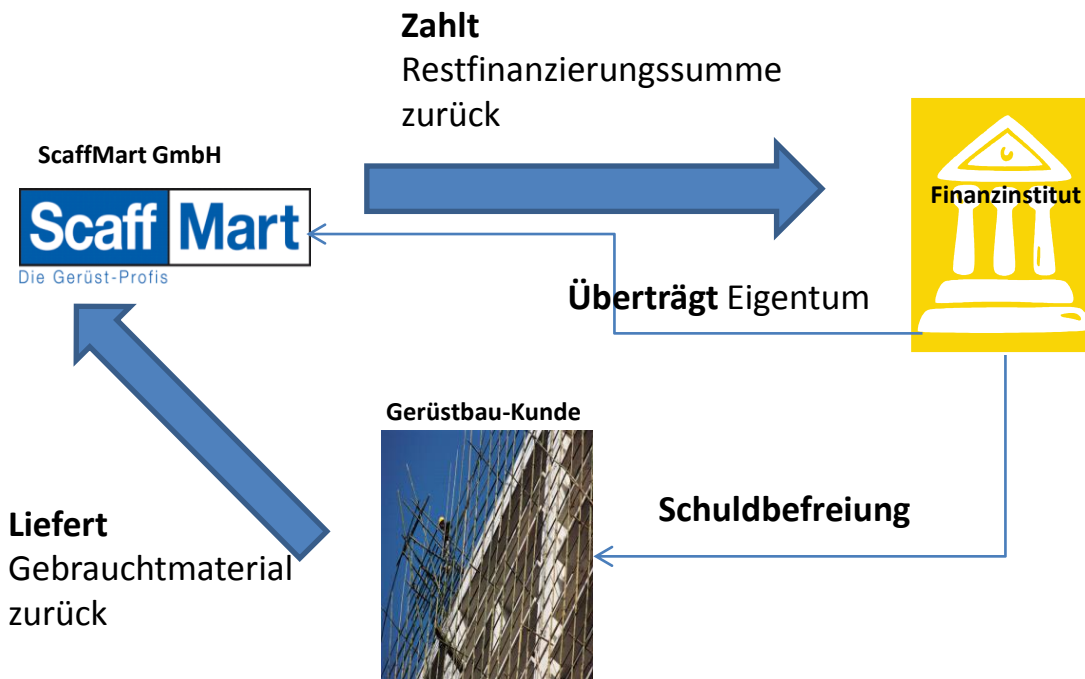 Zahlt
Restfinanzierungssumme
zurück
ScaffMart GmbH
Scaff Mart
Die Gerüst-Profis
Finanzinstitut
Überträgt Eigentum
Gerüstbau-Kunde
Schuldbefreiung
Liefert
Gebrauchtmaterial
zurück